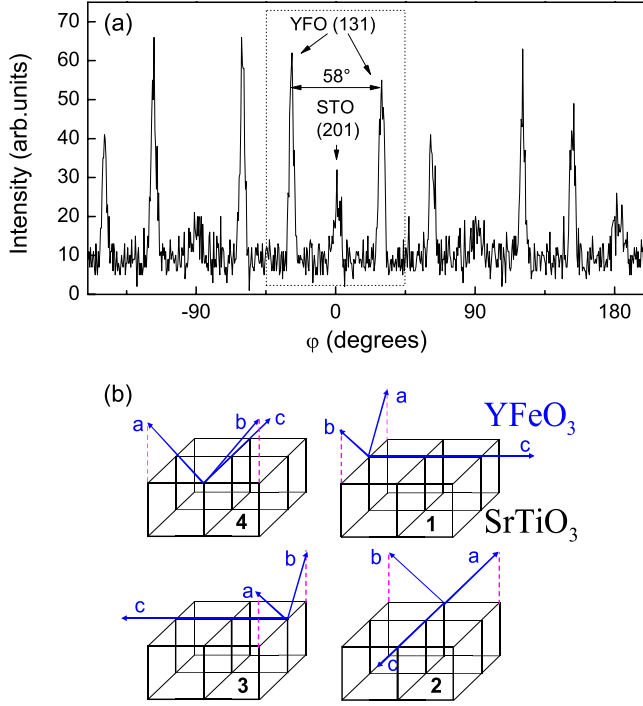 (a)
YFO (131)
58°
STO
(201)
Intensity (arb.units)
70
60
50
40
30
20
10
0
-90 0 90 180
φ (degrees)
(b)
a b c
4
a
b
c
1
YFeO₃
SrTiO₃
b
a
c
3
b a
c
2